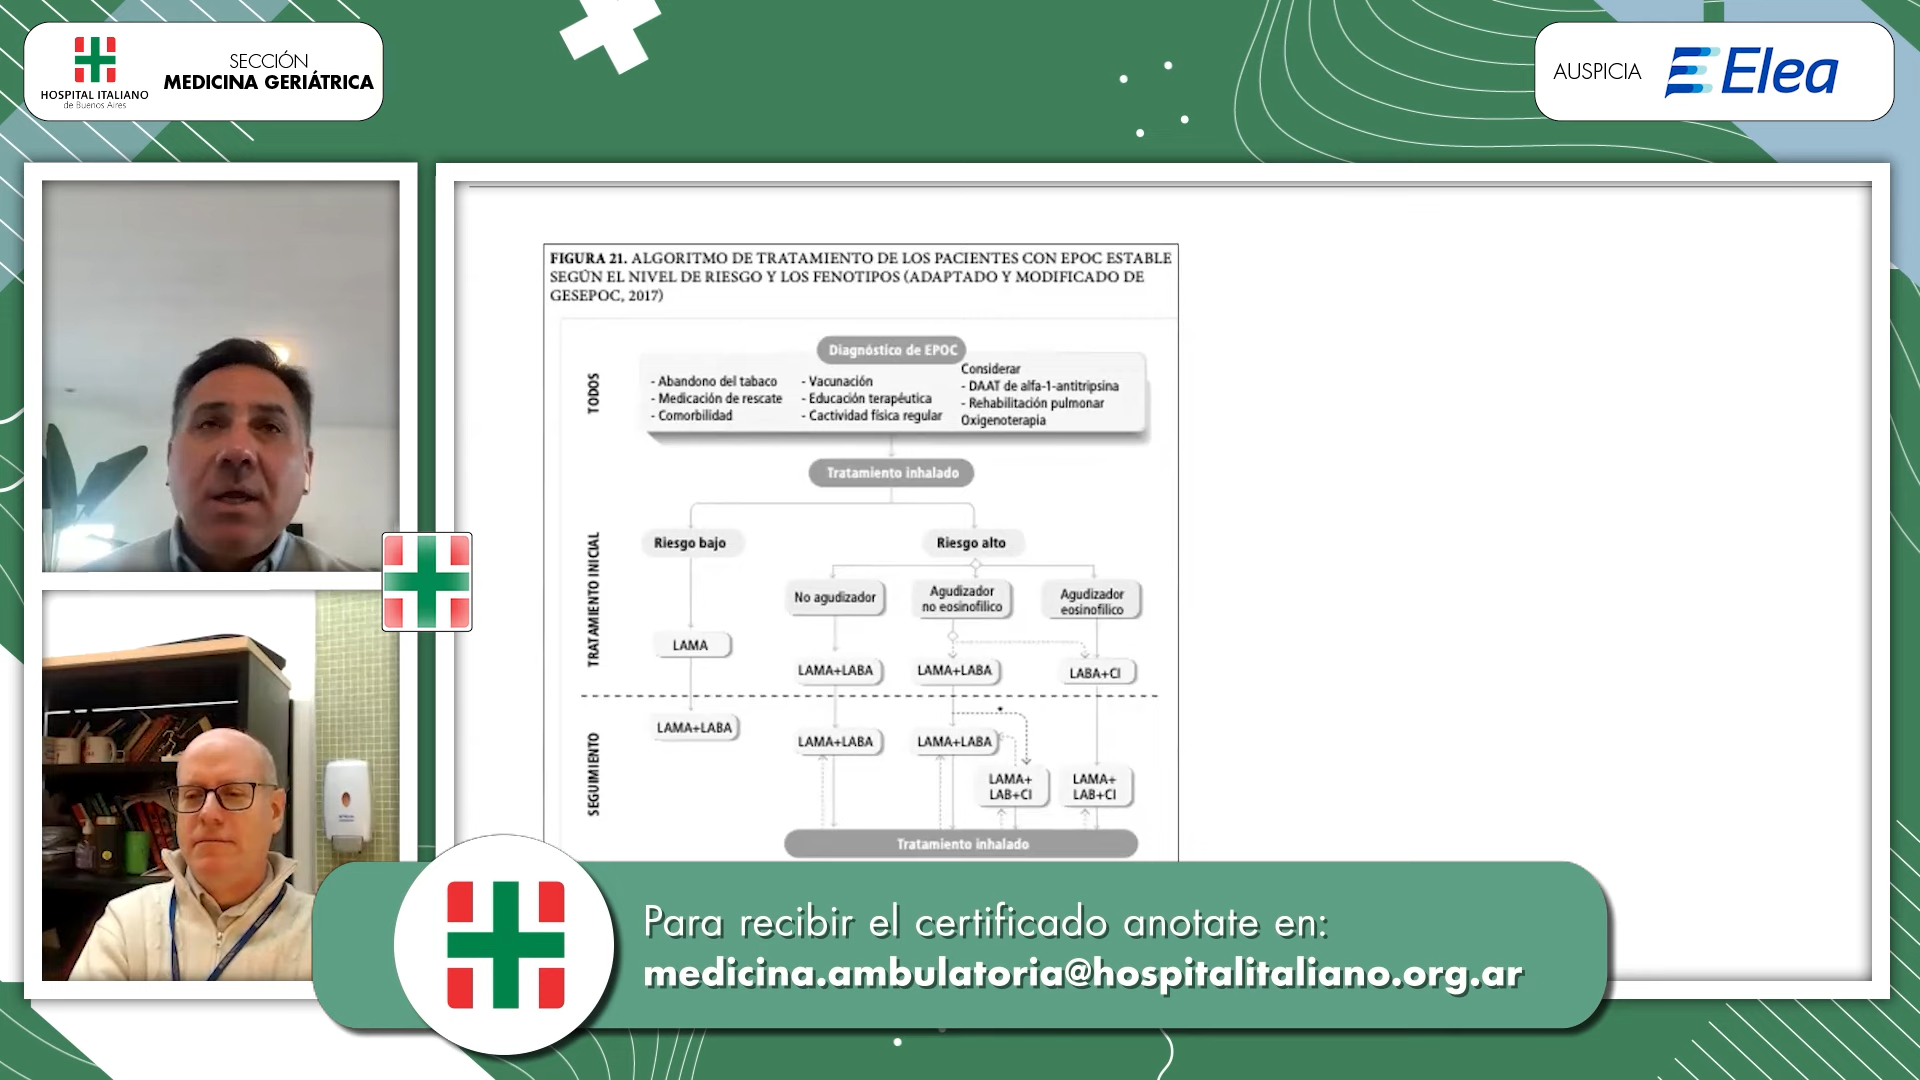 HOSPITAL ITALIANO
de Buenos Aires
SECCIÓN
MEDICINA GERIÁTRICA
AUSPICIA
Elea
FIGURA 21. ALGORITMO DE TRATAMIENTO DE LOS PACIENTES CON EPOC ESTABLE
SEGÚN EL NIVEL DE RIESGO Y LOS FENOTIPOS (ADAPTADO Y MODIFICADO DE
GESEPOC, 2017)
TODOS
Diagnóstico de EPOC
- Abandono del tabaco
- Medicación de rescate
- Comorbilidad
- Vacunación
- Educación terapéutica
- Cactividad física regular
Considerar
- DAAT de alfa-1-antitripsina
- Rehabilitación pulmonar
Oxigenoterapia
Tratamiento inhalado
TRATAMIENTO INICIAL
Riesgo bajo
Riesgo alto
No agudizador
Agudizador
no eosinofílico
Agudizador
eosinofílico
LAMA
LAMA+LABA
LAMA+LABA
LABA+CI
SEGUIMIENTO
LAMA+LABA
LAMA+LABA
LAMA+LABA
LAMA+
LAB+CI
LAMA+
LAB+CI
Tratamiento inhalado
Para recibir el certificado anotate en:
medicina.ambulatoria@hospitalitaliano.org.ar